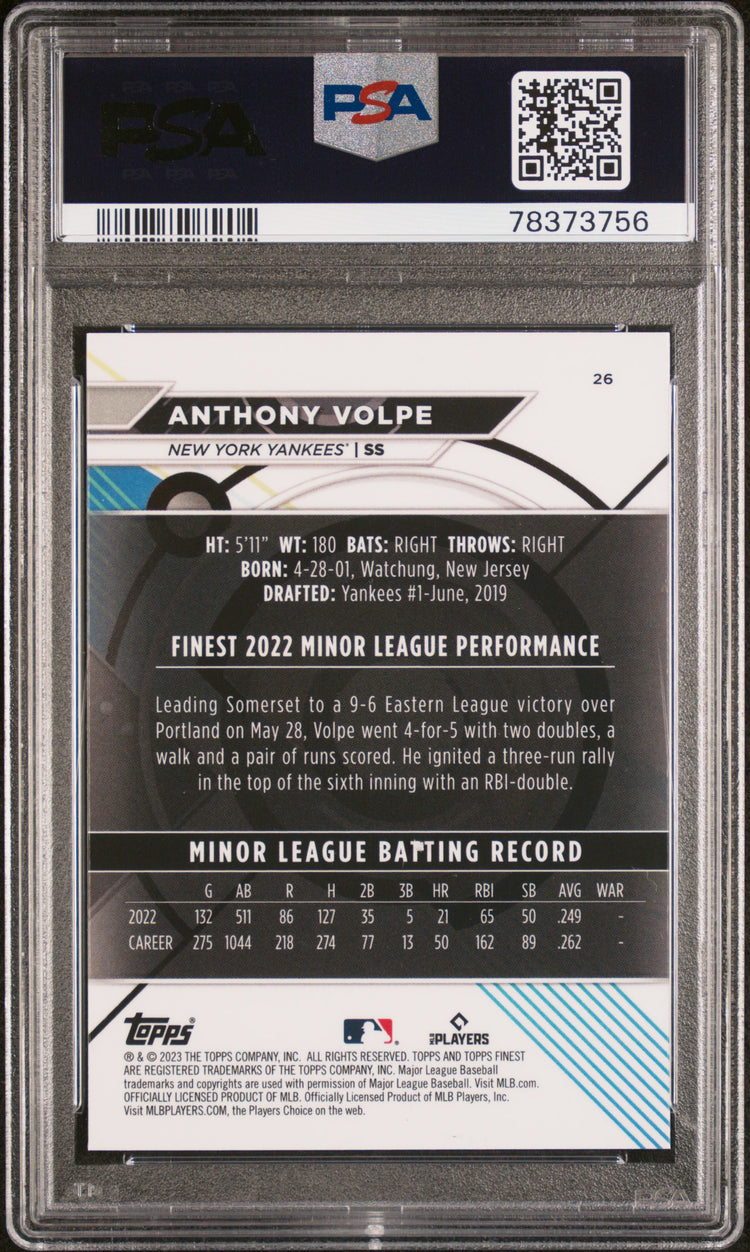 PSA PSA PSA
PSA
PSA
PSA PSA PSA
78373756
26
ANTHONY VOLPE
NEW YORK YANKEES® | SS
HT: 5'11" WT: 180 BATS: RIGHT THROWS: RIGHT
BORN: 4-28-01, Watchung, New Jersey
DRAFTED: Yankees #1-June, 2019
FINEST 2022 MINOR LEAGUE PERFORMANCE
Leading Somerset to a 9-6 Eastern League victory over
Portland on May 28, Volpe went 4-for-5 with two doubles, a
walk and a pair of runs scored. He ignited a three-run rally
in the top of the sixth inning with an RBI-double.
MINOR LEAGUE BATTING RECORD
G AB R H 2B 3B HR RBI SB AVG WAR
2022 132 511 86 127 35 5 21 65 50 .249 -
CAREER 275 1044 218 274 77 13 50 162 89 .262 -
Topps®
MLB PLAYERS
® & © 2023 THE TOPPS COMPANY, INC. ALL RIGHTS RESERVED. TOPPS AND TOPPS FINEST
ARE REGISTERED TRADEMARKS OF THE TOPPS COMPANY, INC. Major League Baseball
trademarks and copyrights are used with permission of Major League Baseball. Visit MLB.com.
OFFICIALLY LICENSED PRODUCT OF MLB. Officially Licensed Product of MLB Players, Inc.
Visit MLBPLAYERS.COM, the Players Choice on the web.
PSA